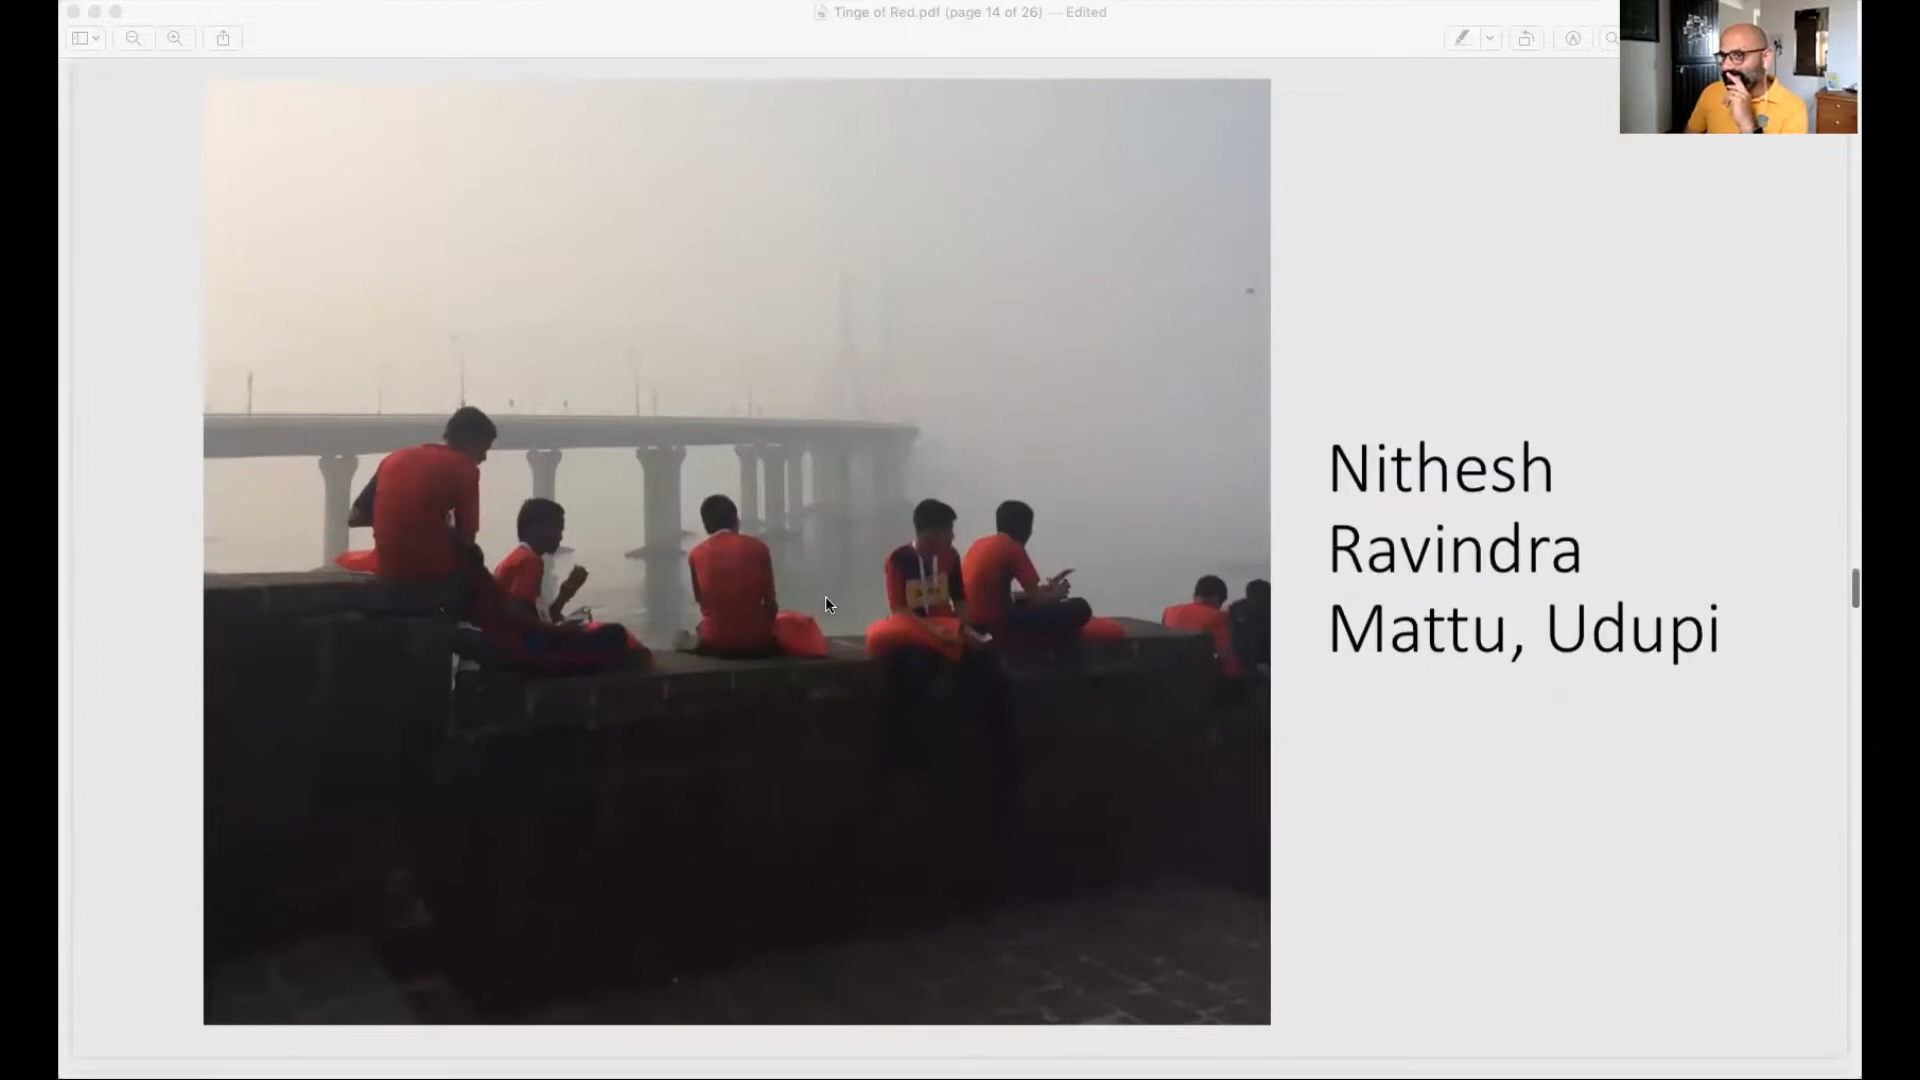 Tinge of Red.pdf (page 14 of 26) — Edited
Nithesh
Ravindra
Mattu, Udupi